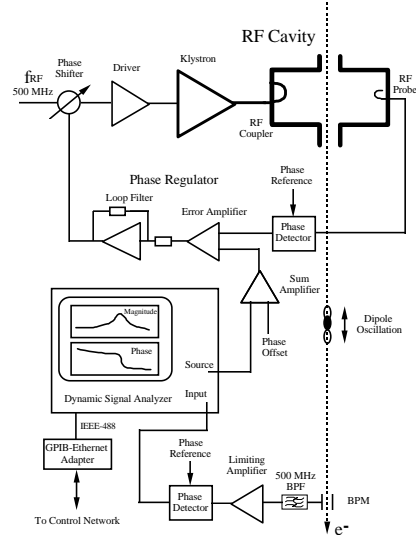 RF Cavity
Klystron
Phase
Shifter
Driver
fRF
500 MHz
RF
Probe
RF
Coupler
Phase Regulator
Phase
Reference
Loop Filter
Error Amplifier
Phase
Detector
Sum
Amplifier
Magnitude
Phase
Dipole
Oscillation
Phase
Offset
Source
Input
Dynamic Signal Analyzer
IEEE-488
GPIB-Ethernet
Adapter
Phase
Reference
Limiting
Amplifier
500 MHz
BPF
Phase
Detector
BPM
To Control Network
e-